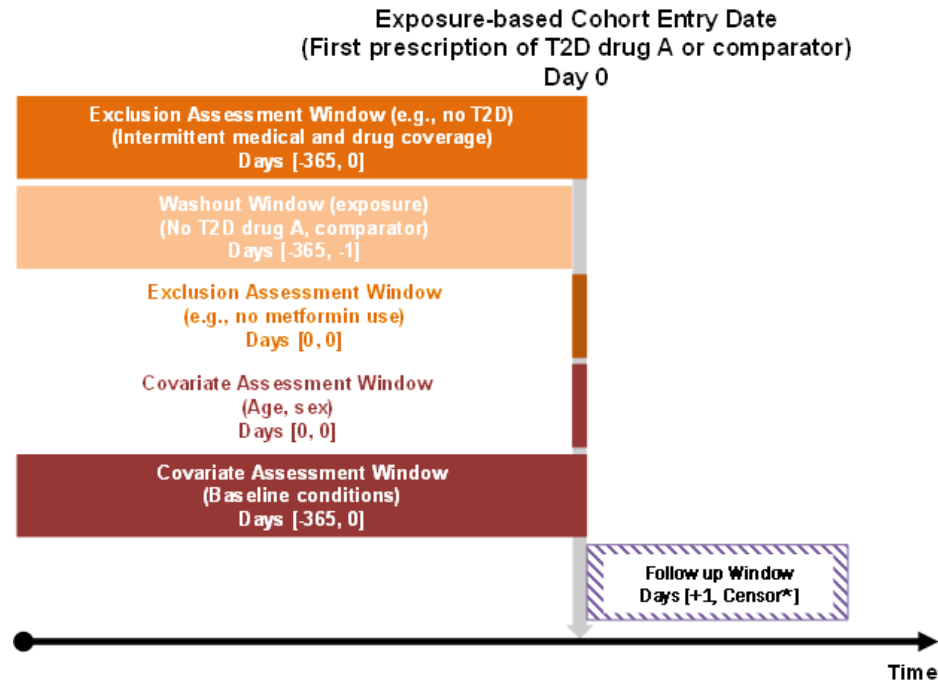 Exposure-based Cohort Entry Date
(First prescription of T2D drug A or comparator)
Day 0
Exclusion Assessment Window (e.g., no T2D)
(Intermittent medical and drug coverage)
Days [-365, 0]
Washout Window (exposure)
(No T2D drug A, comparator)
Days [-365, -1]
Exclusion Assessment Window
(e.g., no metformin use)
Days [0, 0]
Covariate Assessment Window
(Age, sex)
Days [0, 0]
Covariate Assessment Window
(Baseline conditions)
Days [-365, 0]
Follow up Window
Days [+1, Censor*]
Time